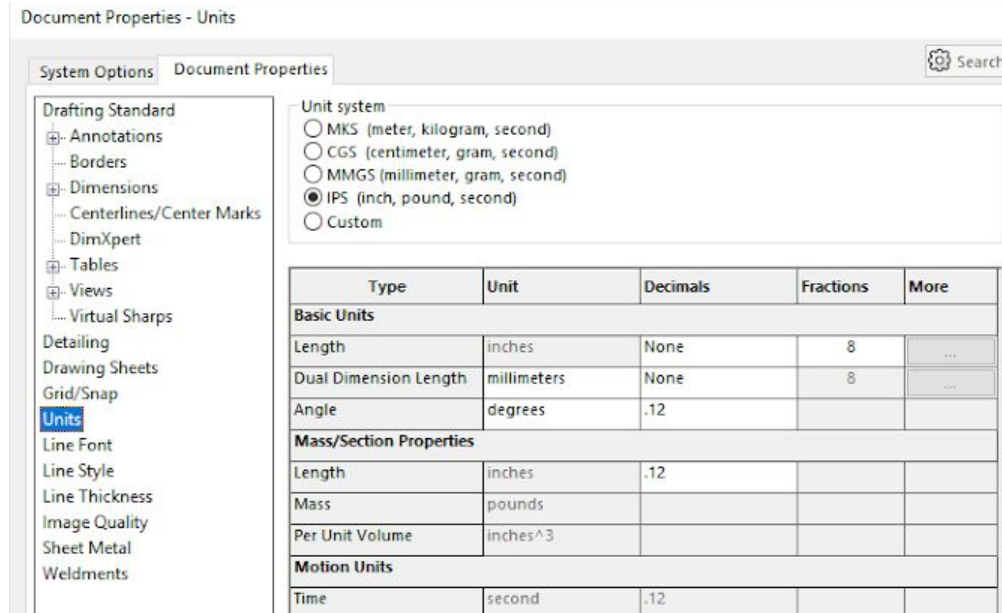 Document Properties - Units
System Options Document Properties
Search
Drafting Standard
Annotations
Borders
Dimensions
Centerlines/Center Marks
DimXpert
Tables
Views
Virtual Sharps
Detailing
Drawing Sheets
Grid/Snap
Units
Line Font
Line Style
Line Thickness
Image Quality
Sheet Metal
Weldments
Unit system
MKS (meter, kilogram, second)
CGS (centimeter, gram, second)
MMGS (millimeter, gram, second)
IPS (inch, pound, second)
Custom
Type Unit Decimals Fractions More
Basic Units
Length inches None 8 ...
Dual Dimension Length millimeters None 8 ...
Angle degrees .12
Mass/Section Properties
Length inches .12
Mass pounds
Per Unit Volume inches^3
Motion Units
Time second .12